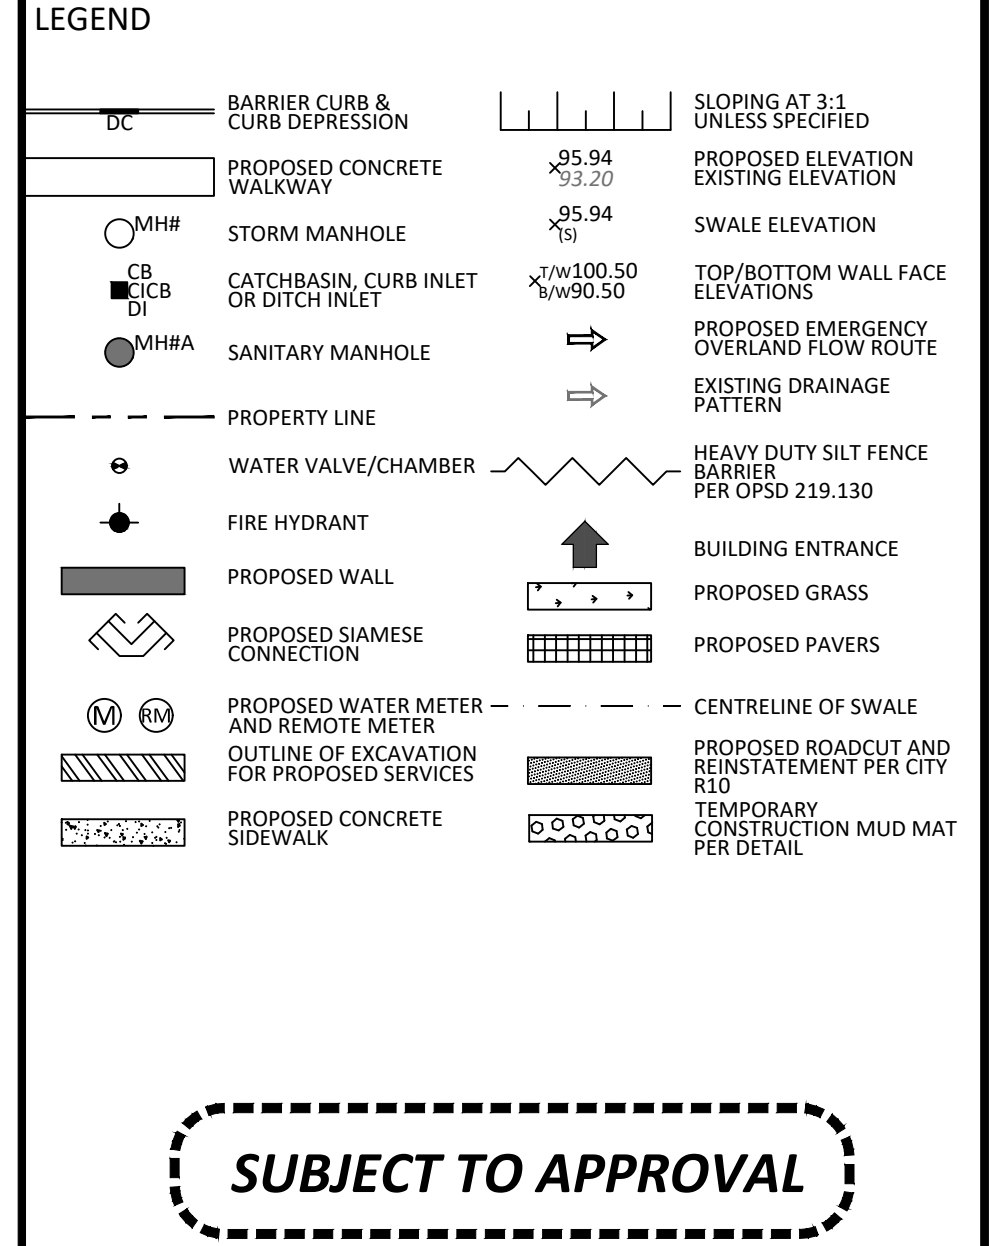 LEGEND
DC
BARRIER CURB &
CURB DEPRESSION
PROPOSED CONCRETE
WALKWAY
MH#
STORM MANHOLE
CB
CICB
DI
CATCHBASIN, CURB INLET
OR DITCH INLET
MH#A
SANITARY MANHOLE
PROPERTY LINE
WATER VALVE/CHAMBER
FIRE HYDRANT
PROPOSED WALL
PROPOSED SIAMESE
CONNECTION
M
RM
PROPOSED WATER METER
AND REMOTE METER
OUTLINE OF EXCAVATION
FOR PROPOSED SERVICES
PROPOSED CONCRETE
SIDEWALK
SLOPING AT 3:1
UNLESS SPECIFIED
95.94
93.20
PROPOSED ELEVATION
EXISTING ELEVATION
95.94
(S)
SWALE ELEVATION
T/W100.50
B/W90.50
TOP/BOTTOM WALL FACE
ELEVATIONS
PROPOSED EMERGENCY
OVERLAND FLOW ROUTE
EXISTING DRAINAGE
PATTERN
HEAVY DUTY SILT FENCE
BARRIER
PER OPSD 219.130
BUILDING ENTRANCE
PROPOSED GRASS
PROPOSED PAVERS
CENTRELINE OF SWALE
PROPOSED ROADCUT AND
REINSTATEMENT PER CITY
R10
TEMPORARY
CONSTRUCTION MUD MAT
PER DETAIL
SUBJECT TO APPROVAL